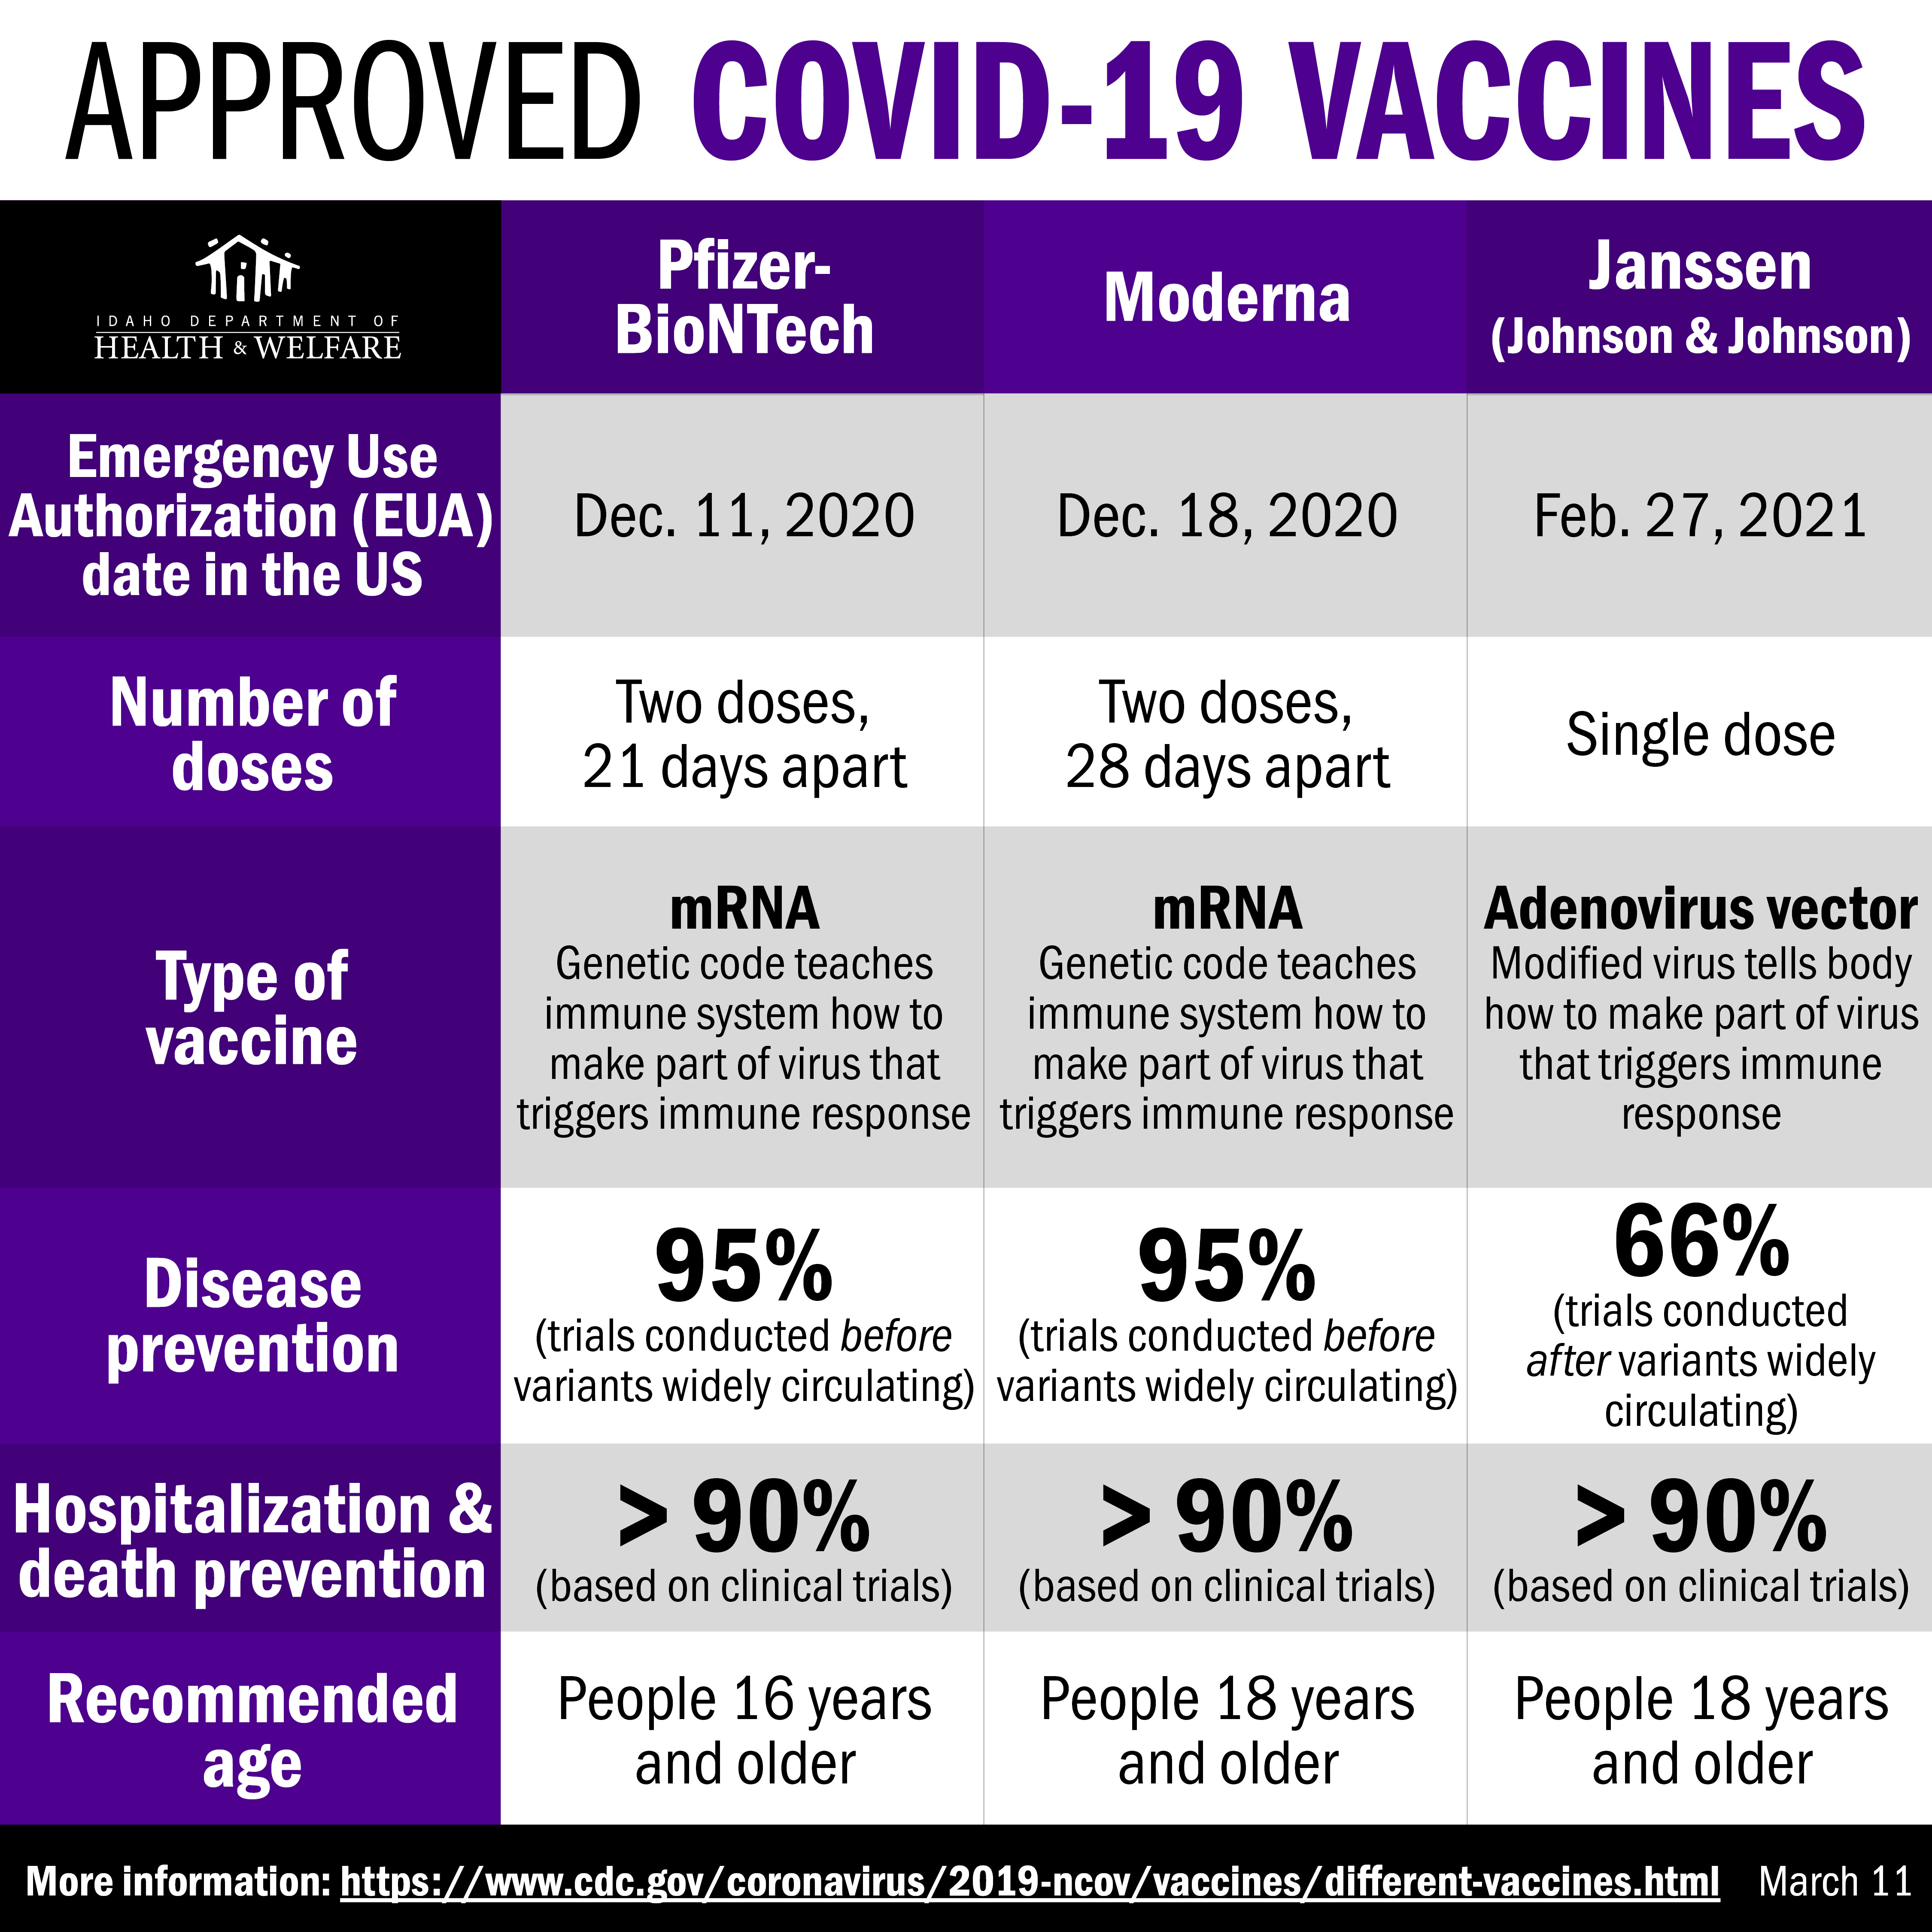 APPROVED COVID-19 VACCINES
IDAHO DEPARTMENT OF
HEALTH & WELFARE
Pfizer-
BioNTech
Moderna
Janssen
(Johnson & Johnson)
Emergency Use
Authorization (EUA)
date in the US
Dec. 11, 2020
Dec. 18, 2020
Feb. 27, 2021
Number of
doses
Two doses,
21 days apart
Two doses,
28 days apart
Single dose
Type of
vaccine
mRNA
Genetic code teaches
immune system how to
make part of virus that
triggers immune response
mRNA
Genetic code teaches
immune system how to
make part of virus that
triggers immune response
Adenovirus vector
Modified virus tells body
how to make part of virus
that triggers immune
response
Disease
prevention
95%
(trials conducted before
variants widely circulating)
95%
(trials conducted before
variants widely circulating)
66%
(trials conducted
after variants widely
circulating)
Hospitalization &
death prevention
> 90%
(based on clinical trials)
> 90%
(based on clinical trials)
> 90%
(based on clinical trials)
Recommended
age
People 16 years
and older
People 18 years
and older
People 18 years
and older
More information: https://www.cdc.gov/coronavirus/2019-ncov/vaccines/different-vaccines.html March 11